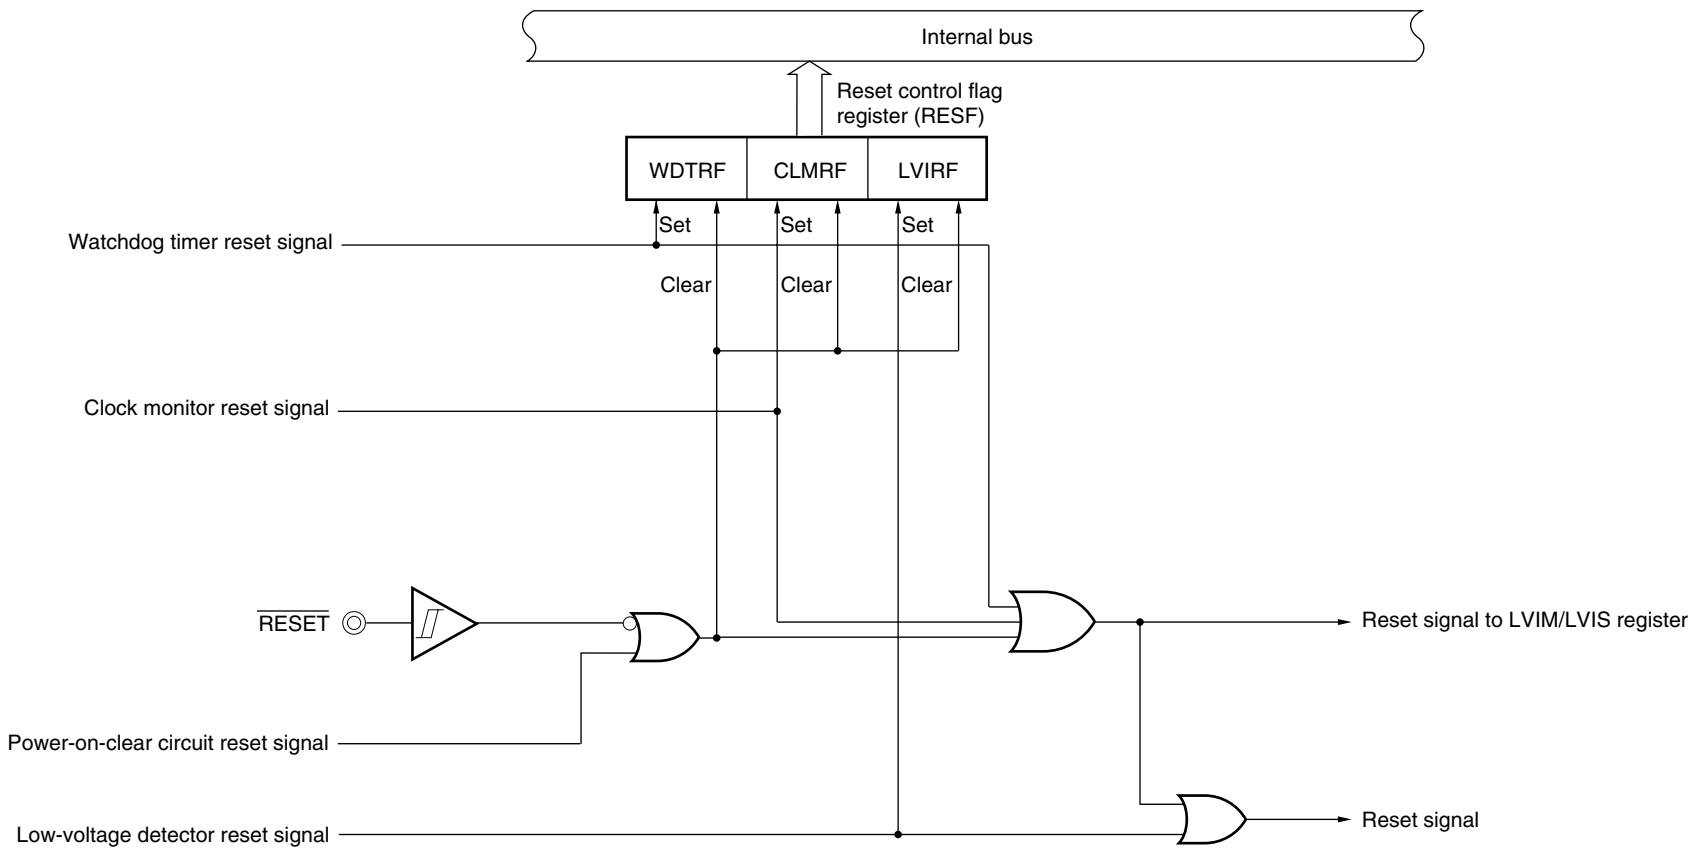 Internal bus
Reset control flag
register (RESF)
WDTRF
CLMRF
LVIRF
Set
Set
Set
Watchdog timer reset signal
Clear
Clear
Clear
Clock monitor reset signal
RESET
Reset signal to LVIM/LVIS register
Power-on-clear circuit reset signal
Low-voltage detector reset signal
Reset signal